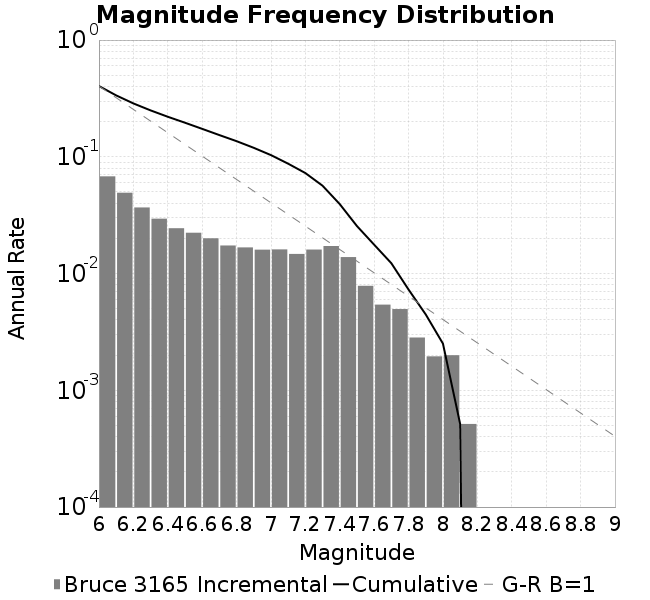 Magnitude Frequency Distribution
10^0
10^-1
10^-2
10^-3
10^-4
Annual Rate
6 6.2 6.4 6.6 6.8 7 7.2 7.4 7.6 7.8 8 8.2 8.4 8.6 8.8 9
Magnitude
Bruce 3165 Incremental Cumulative G-R B=1